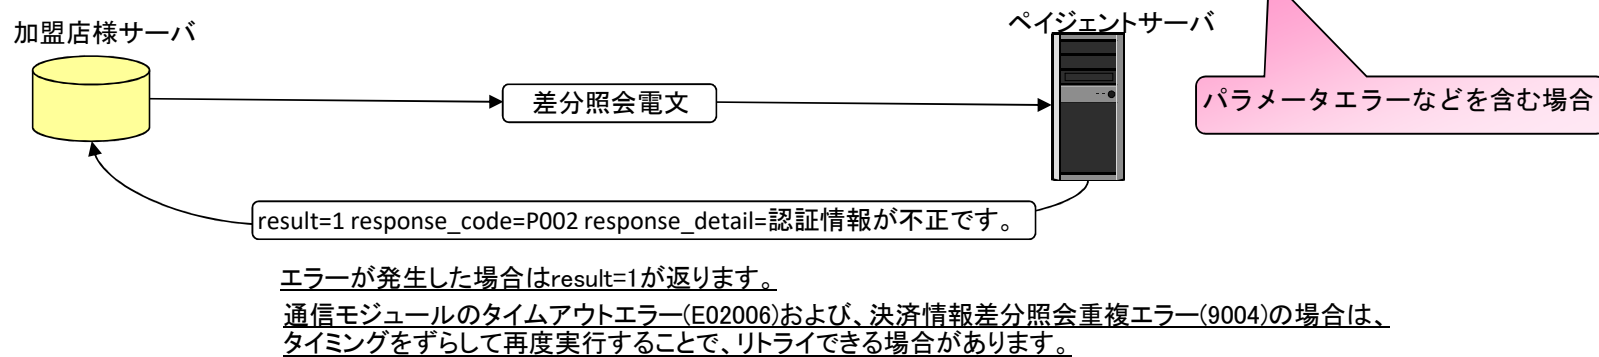 加盟店様サーバ
ペイジェントサーバ
差分照会電文
パラメータエラーなどを含む場合
result=1 response_code=P002 response_detail=認証情報が不正です。
エラーが発生した場合はresult=1が返ります。
通信モジュールのタイムアウトエラー(E02006)および、決済情報差分照会重複エラー(9004)の場合は、
タイミングをずらして再度実行することで、リトライできる場合があります。